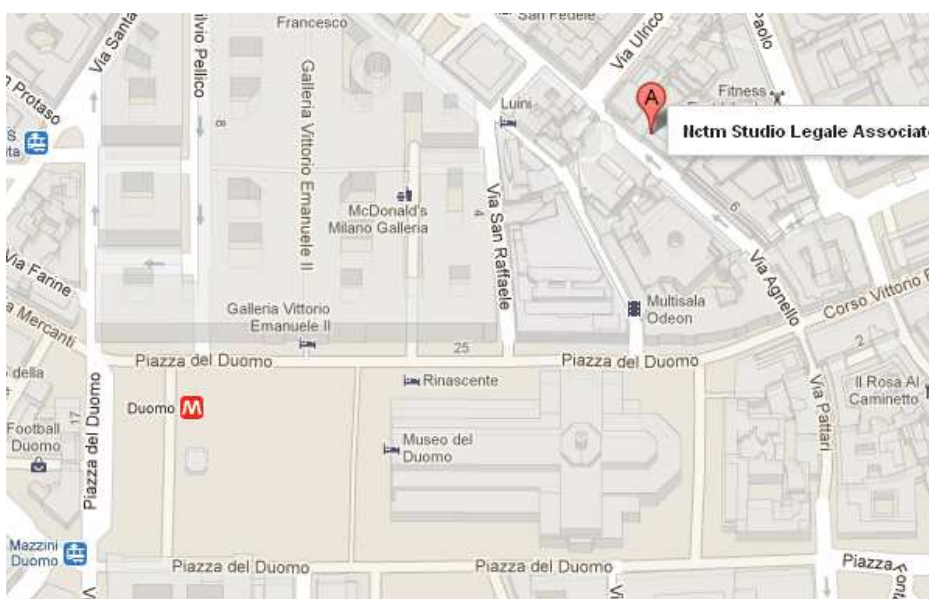 Francesco
San Fedele
Via Santa
Silvio Pellico
Via Ulrico
Paolo
Protaso
Galleria Vittorio Emanuele II
8
Luini
Fitness
A
Nctm Studio Legale Associat
S.
ita
McDonald's
Milano Galleria
4
Via San Raffaele
6
Via Agnello
Via Farine
Mercanti
Galleria Vittorio
Emanuele II
Multisala
Odeon
Corso Vittorio
25
2
Piazza del Duomo
Piazza del Duomo
della
Rinascente
Il Rosa Al
Caminetto
Duomo M
17
Piazza del Duomo
Via Pattari
Football
Duomo
Museo del
Duomo
Mazzini
Duomo
Piazza del Duomo
Piazza del Duomo
Piazza
Font